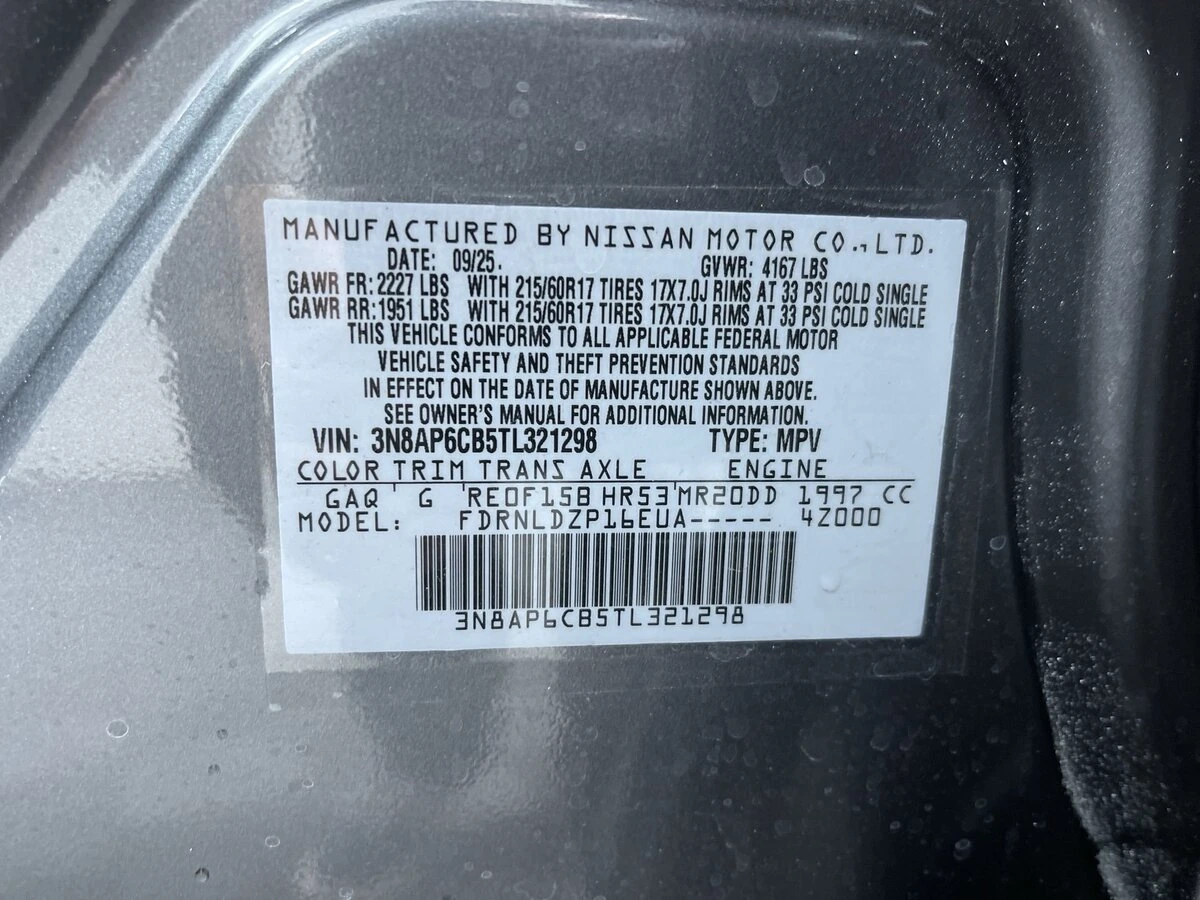 MANUFACTURED BY NISSAN MOTOR CO., LTD.
DATE: 09/25. GVWR: 4167 LBS
GAWR FR: 2227 LBS WITH 215/60R17 TIRES 17X7.0J RIMS AT 33 PSI COLD SINGLE
GAWR RR: 1951 LBS WITH 215/60R17 TIRES 17X7.0J RIMS AT 33 PSI COLD SINGLE
THIS VEHICLE CONFORMS TO ALL APPLICABLE FEDERAL MOTOR
VEHICLE SAFETY AND THEFT PREVENTION STANDARDS
IN EFFECT ON THE DATE OF MANUFACTURE SHOWN ABOVE.
SEE OWNER'S MANUAL FOR ADDITIONAL INFORMATION.
VIN: 3N8AP6CB5TL321298 TYPE: MPV
COLOR TRIM TRANS AXLE ENGINE
GAQ ' G 'RE0F15B HR53'MR20DD 1997 CC
MODEL: FDRNLDZP16EUA----- 4Z000
3N8AP6CB5TL321298